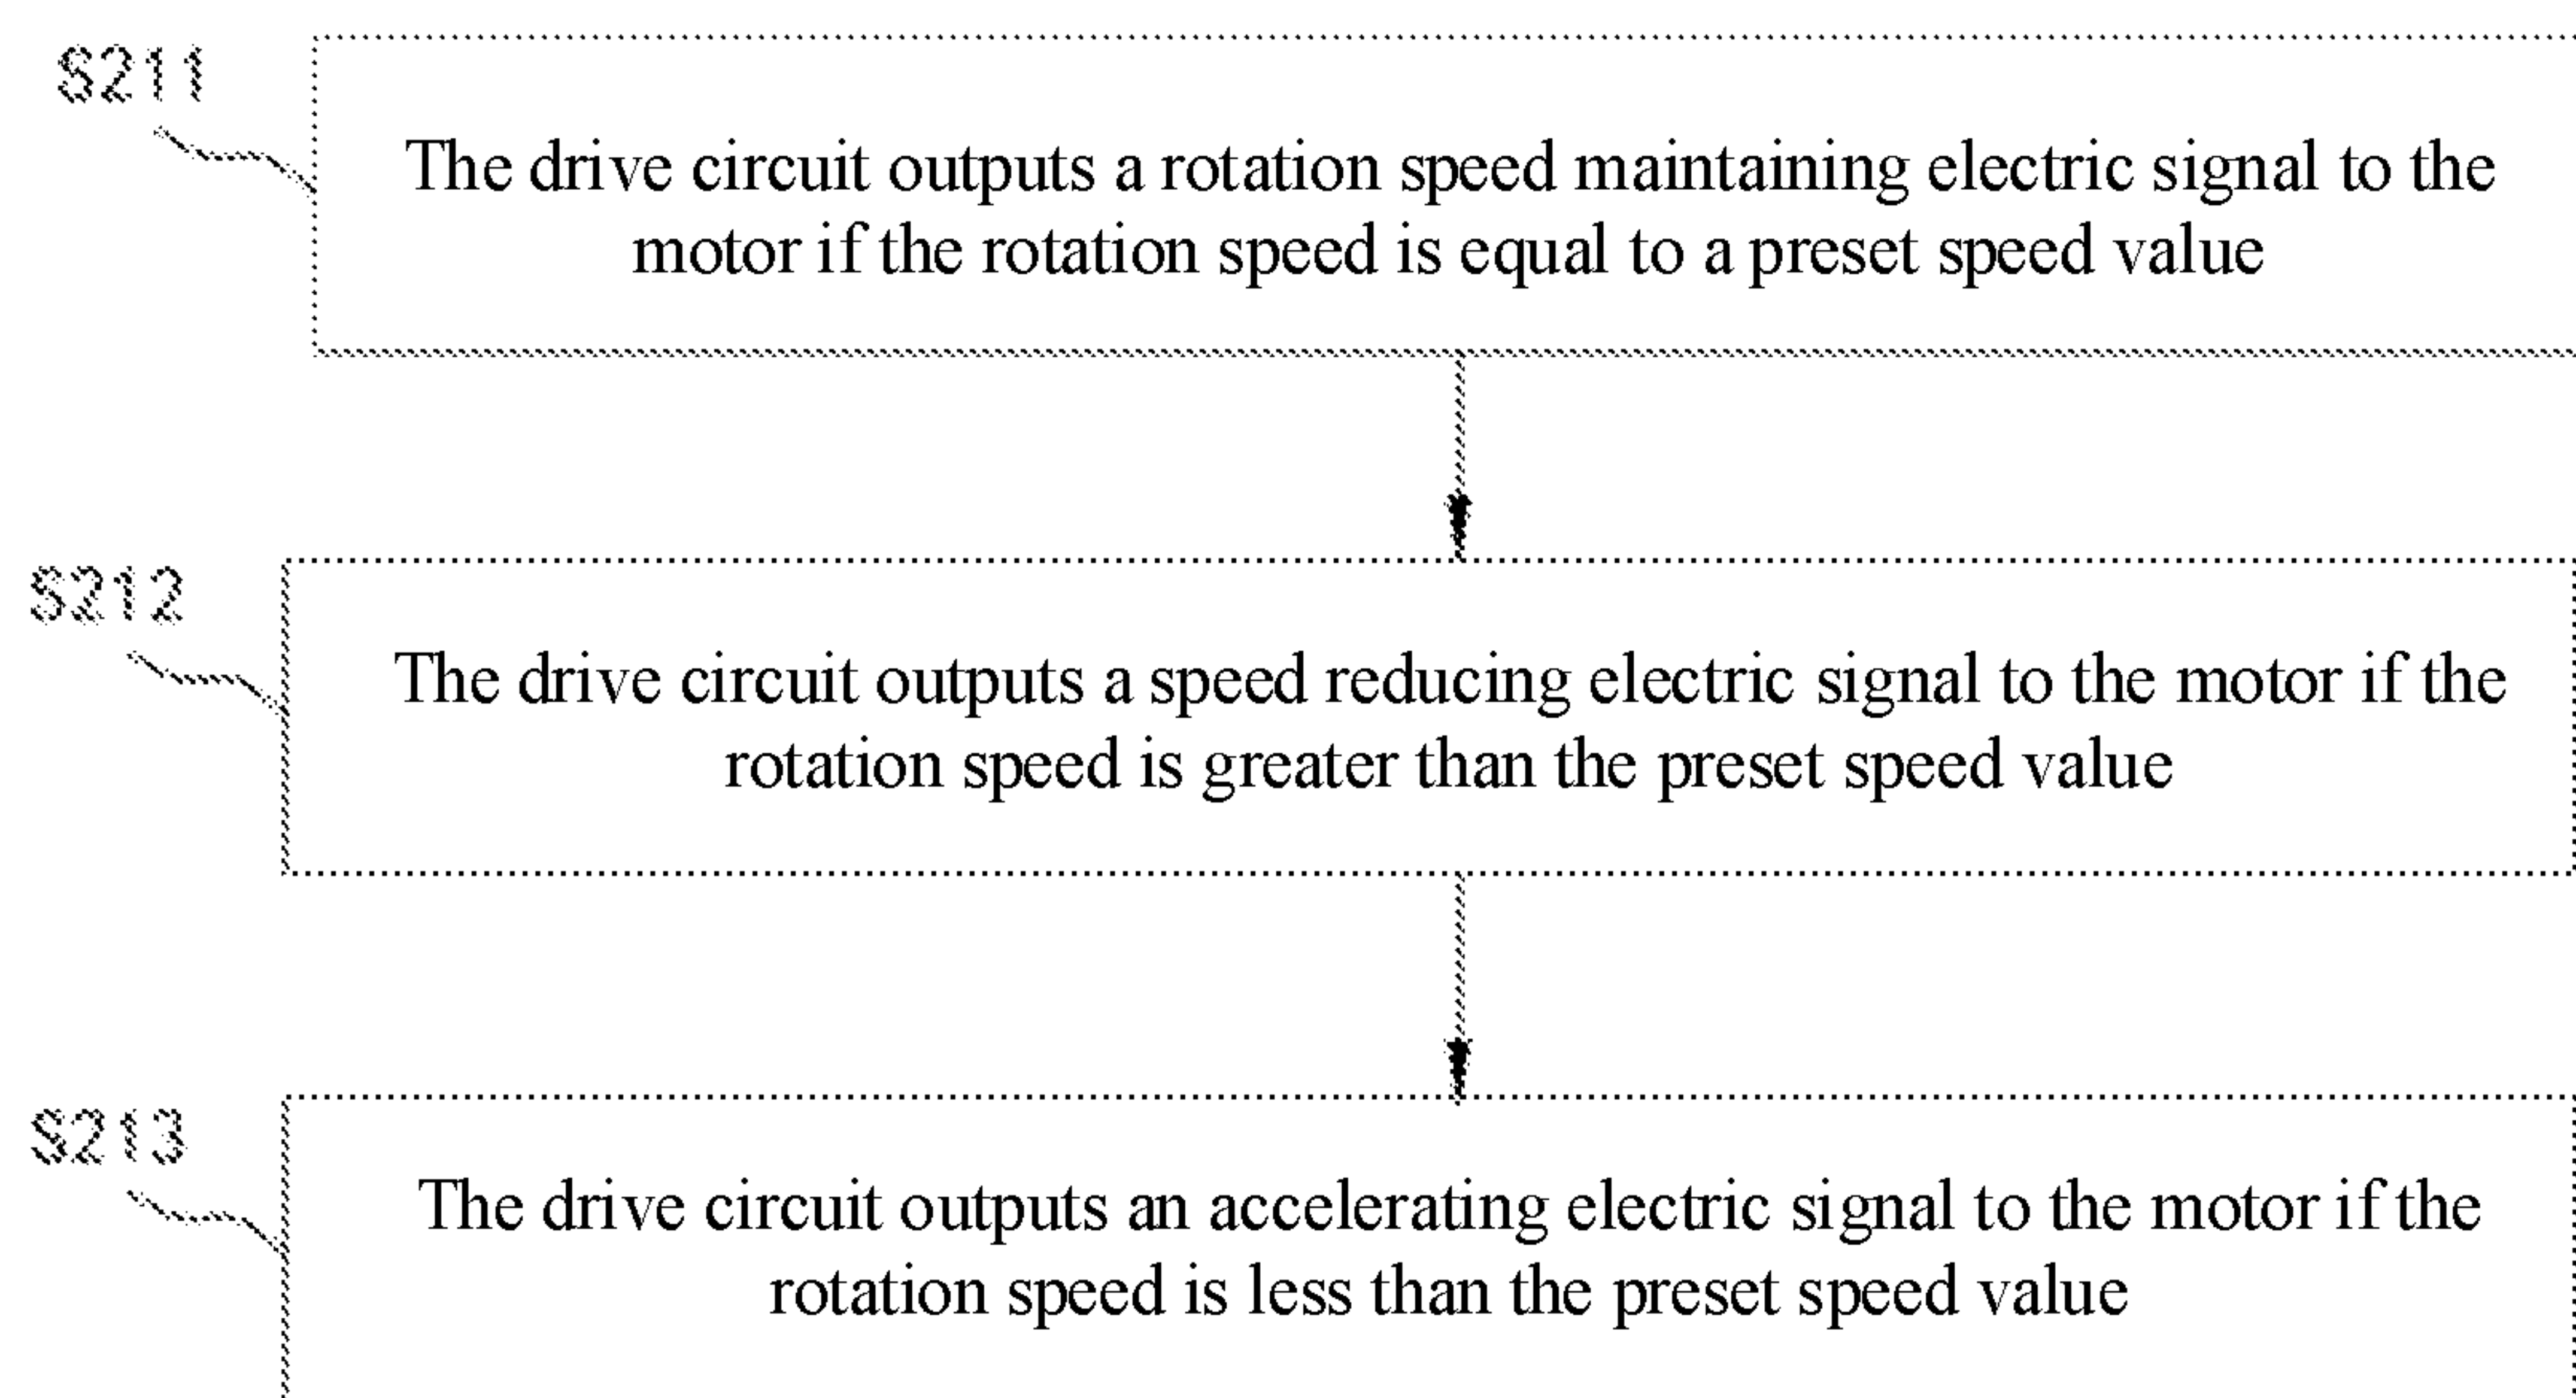 S211
The drive circuit outputs a rotation speed maintaining electric signal to the
motor if the rotation speed is equal to a preset speed value
S212
The drive circuit outputs a speed reducing electric signal to the motor if the
rotation speed is greater than the preset speed value
S213
The drive circuit outputs an accelerating electric signal to the motor if the
rotation speed is less than the preset speed value